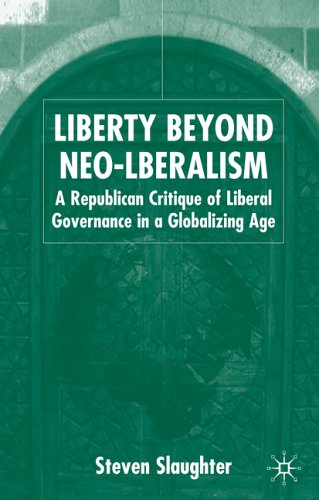 LIBERTY BEYOND
NEO-LBERALISM
A Republican Critique of Liberal
Governance in a Globalizing Age
Steven Slaughter